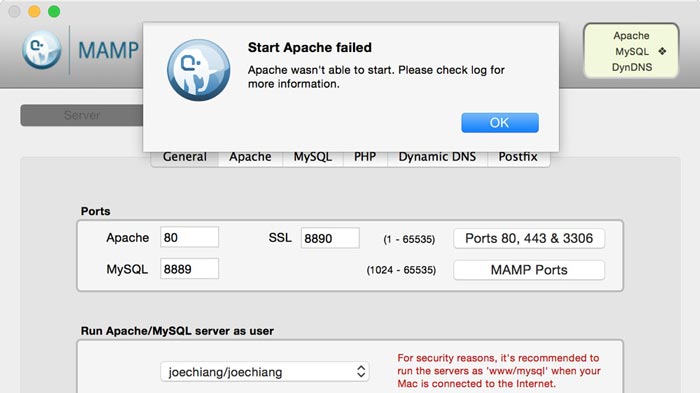 MAMP
Start Apache failed
Apache wasn't able to start. Please check log for
more information.
OK
Apache
MySQL
DynDNS
Server
General Apache MySQL PHP Dynamic DNS Postfix
Ports
Apache 80 SSL 8890 (1 - 65535) Ports 80, 443 & 3306
MySQL 8889 (1024 - 65535) MAMP Ports
Run Apache/MySQL server as user
joechiang/joechiang
For security reasons, it's recommended to
run the servers as 'www/mysql' when your
Mac is connected to the Internet.